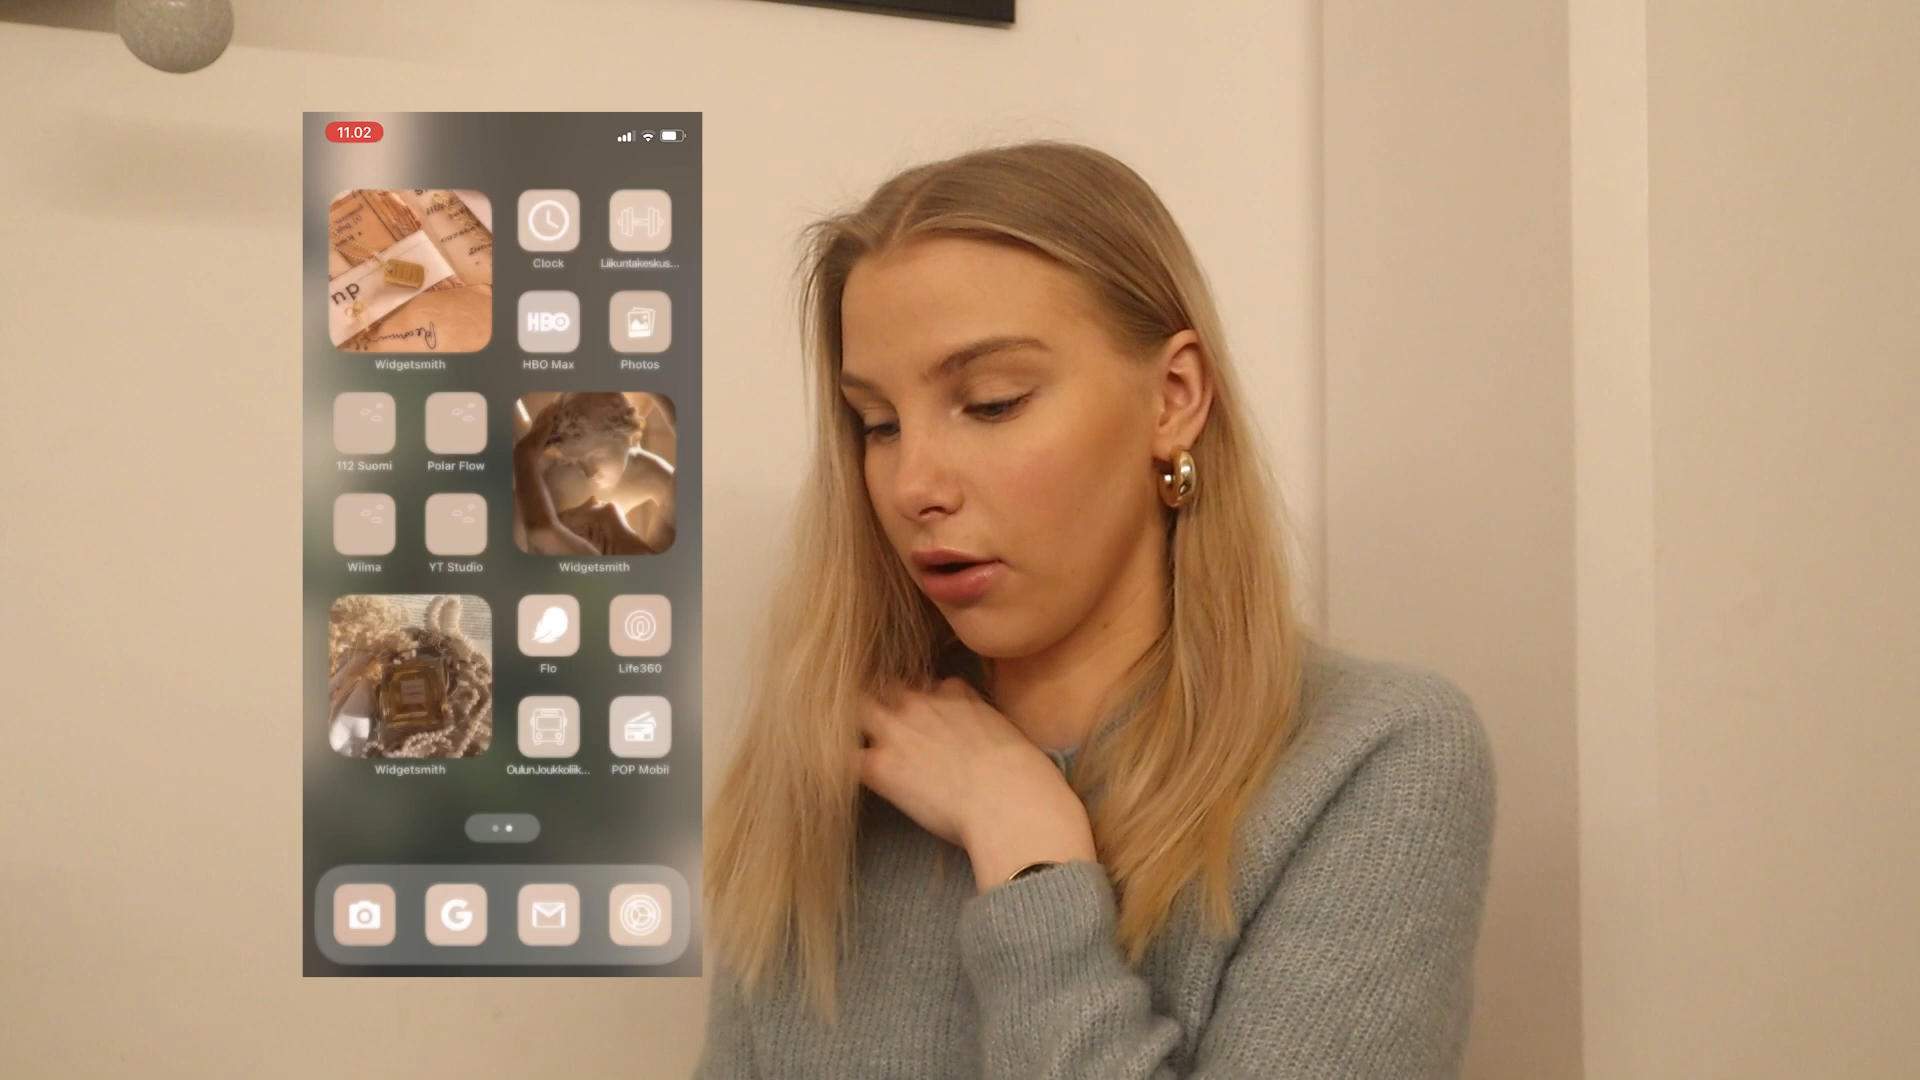 11.02
Clock
Liikuntakeskus...
HBO
HBO Max
Photos
Widgetsmith
112 Suomi
Polar Flow
Wilma
YT Studio
Widgetsmith
Flo
Life360
Widgetsmith
OulunJoukkoliik...
POP Mobil
G